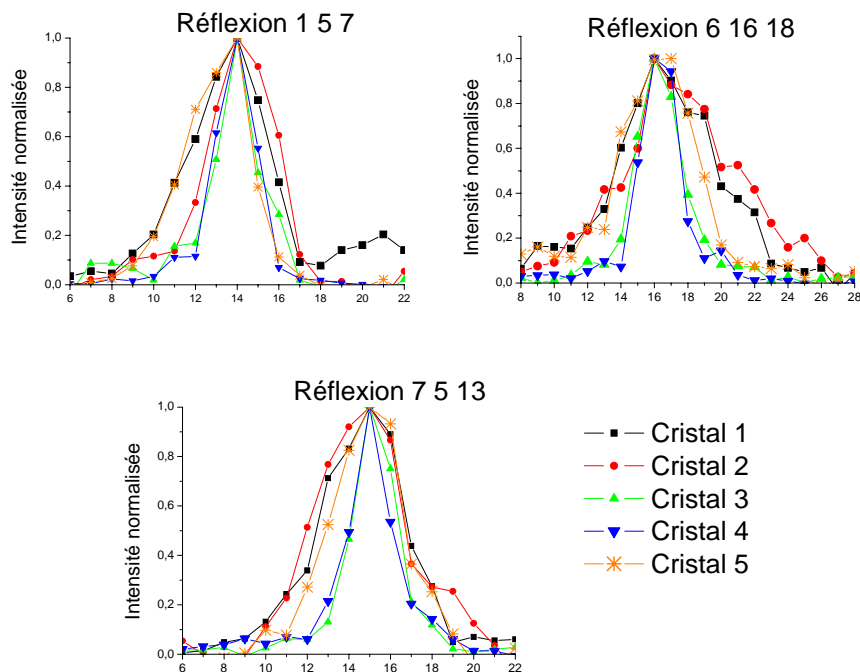 Réflexion 1 5 7
Réflexion 6 16 18
Intensité normalisée
1,0
0,8
0,6
0,4
0,2
0,0
6 8 10 12 14 16 18 20 22
Intensité normalisée
1,0
0,8
0,6
0,4
0,2
0,0
8 10 12 14 16 18 20 22 24 26 28
Réflexion 7 5 13
Intensité normalisée
1,0
0,8
0,6
0,4
0,2
0,0
6 8 10 12 14 16 18 20 22
Cristal 1
Cristal 2
Cristal 3
Cristal 4
Cristal 5